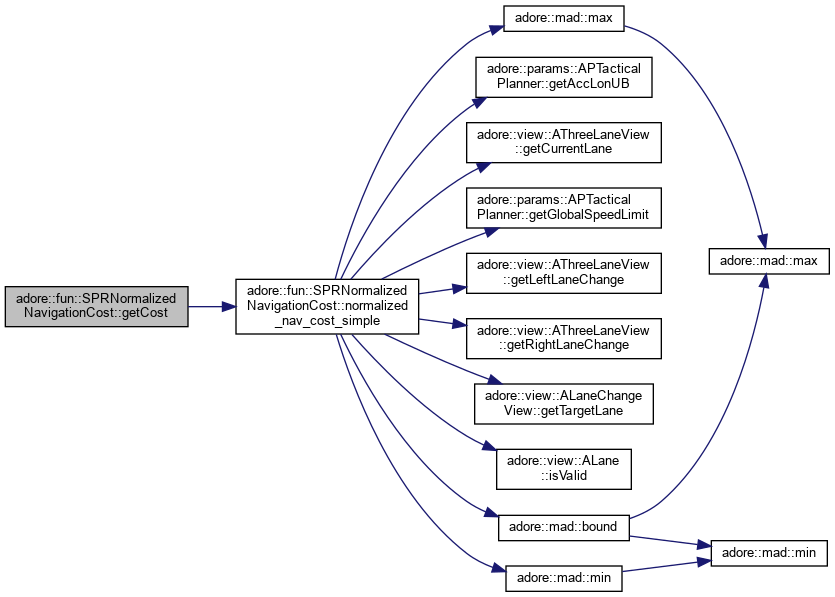 adore::fun::SPRNormalized
NavigationCost::getCost
adore::fun::SPRNormalized
NavigationCost::normalized
_nav_cost_simple
adore::mad::max
adore::params::APTactical
Planner::getAccLonUB
adore::view::AThreeLaneView
::getCurrentLane
adore::params::APTactical
Planner::getGlobalSpeedLimit
adore::view::AThreeLaneView
::getLeftLaneChange
adore::view::AThreeLaneView
::getRightLaneChange
adore::view::ALaneChange
View::getTargetLane
adore::view::ALane
::isValid
adore::mad::bound
adore::mad::min
adore::mad::max
adore::mad::min